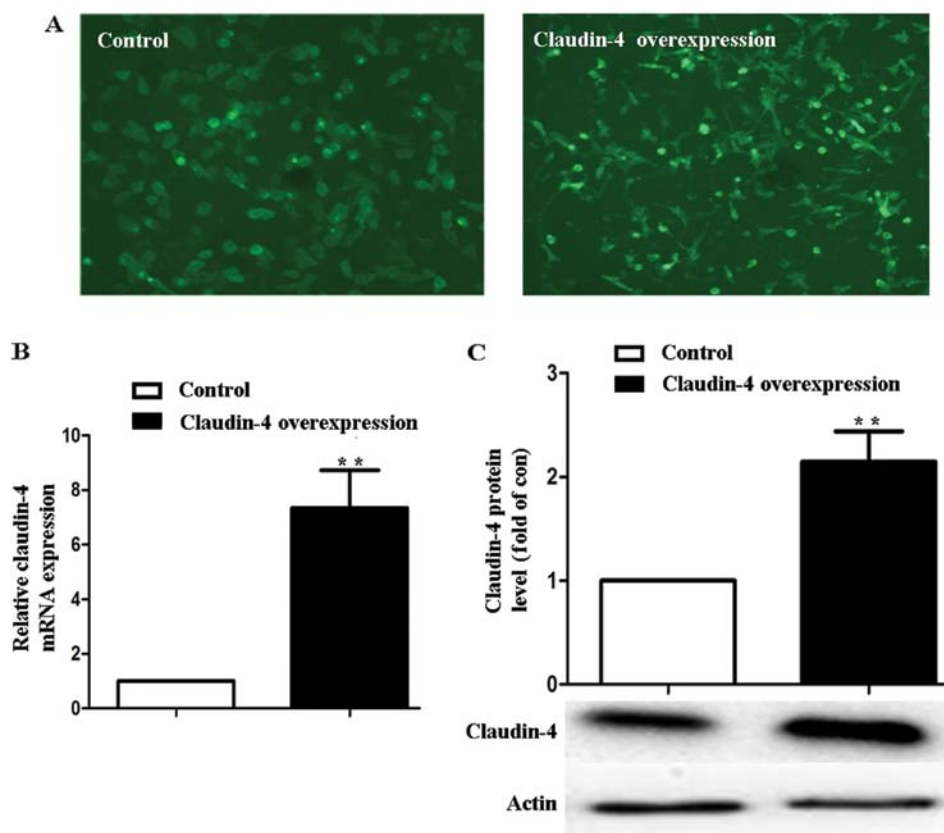 A
Control
Claudin-4 overexpression
B
Control
Claudin-4 overexpression
Relative claudin-4
mRNA expression
10
8
6
4
2
0
**
C
Control
Claudin-4 overexpression
Claudin-4 protein
level (fold of con)
3
2
1
0
**
Claudin-4
Actin